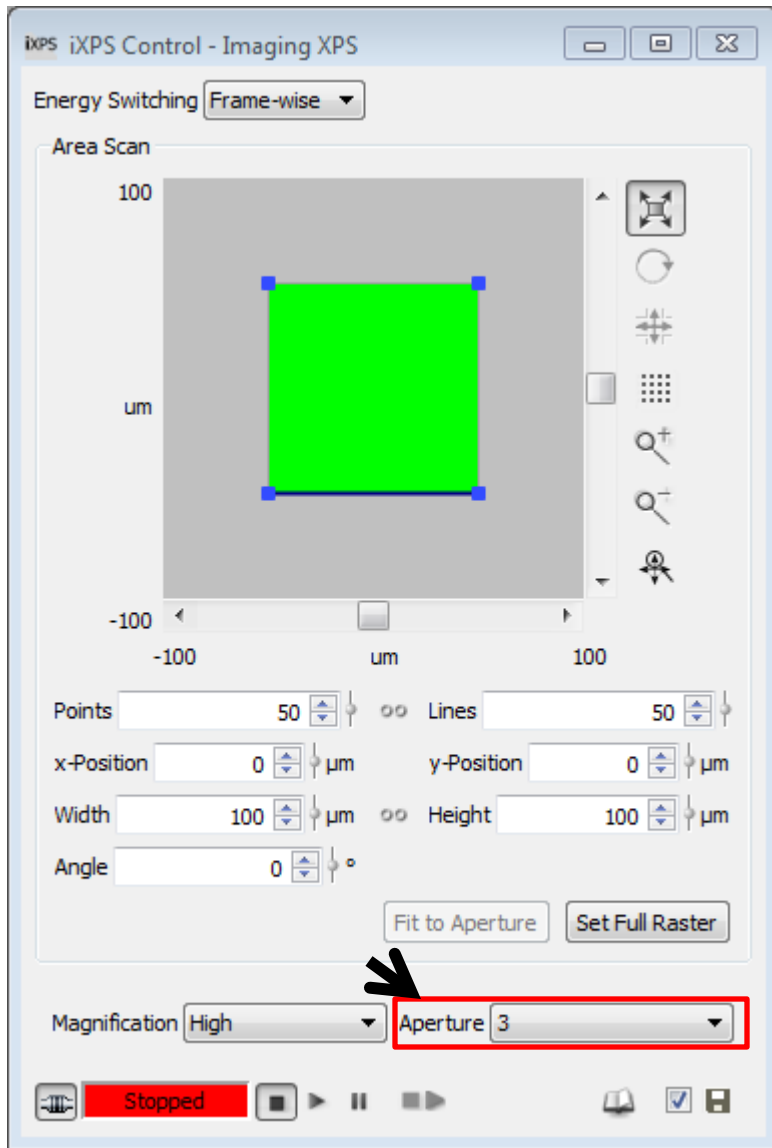 iXPS iXPS Control - Imaging XPS
Energy Switching Frame-wise
Area Scan
100
um
-100
-100 um 100
Points 50 Lines 50
x-Position 0 µm y-Position 0 µm
Width 100 µm Height 100 µm
Angle 0 °
Fit to Aperture Set Full Raster
Magnification High Aperture 3
Stopped